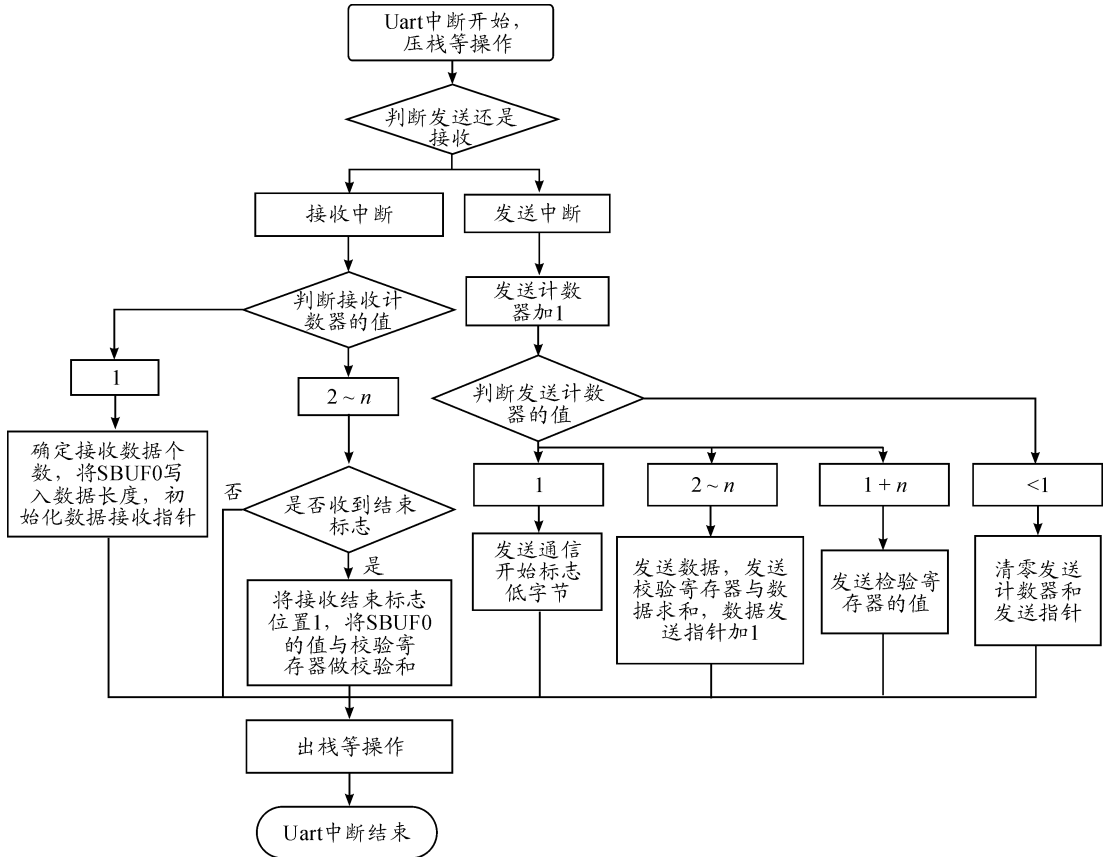 Uart中断开始，
压栈等操作
判断发送还是
接收
接收中断
发送中断
判断接收计
数器的值
发送计数
器加1
1
2 ~ n
判断发送计数
器的值
确定接收数据个
数，将SBUF0写
入数据长度，初
始化数据接收指针
否
是否收到结束
标志
是
将接收结束标志
位置1，将SBUF0
的值与校验寄
存器做校验和
1
2 ~ n
1 + n
<1
发送通信
开始标志
低字节
发送数据，发送
校验寄存器与数
据求和，数据发
送指针加1
发送检验寄
存器的值
清零发送
计数器和
发送指针
出栈等操作
Uart中断结束